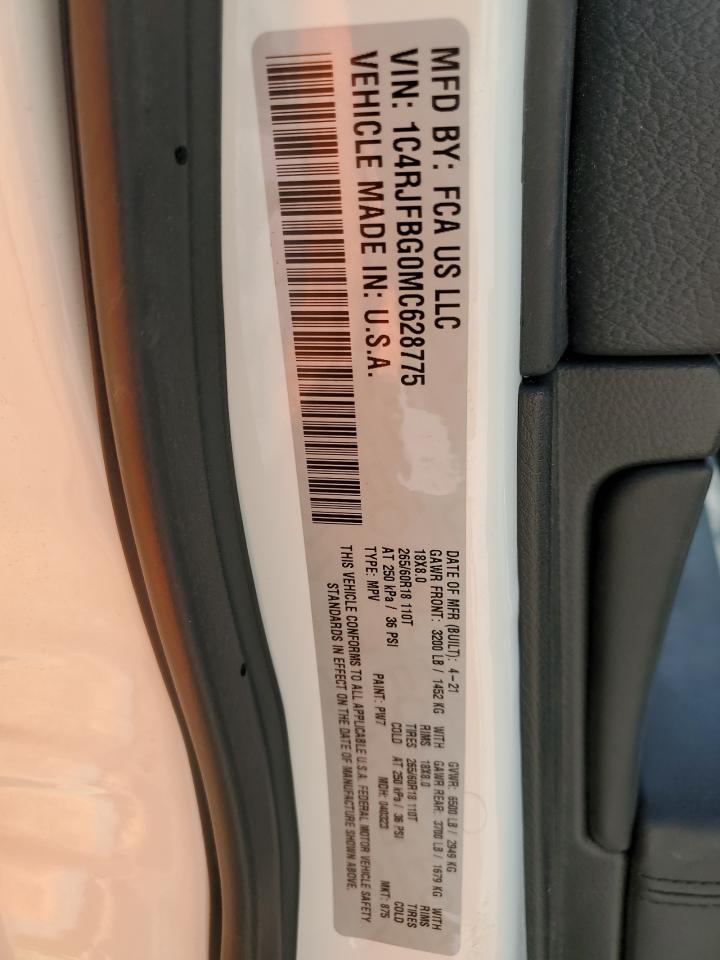 MFD BY: FCA US LLC
VIN: 1C4RJFBG0MC628775
VEHICLE MADE IN: U.S.A.
DATE OF MFR (BUILT): 4-21 GVWR: 6500 LB / 2949 KG
GAWR FRONT: 3200 LB / 1452 KG WITH GAWR REAR: 3700 LB / 1679 KG WITH
18X8.0 RIMS 18X8.0 RIMS
265/60R18 110T TIRES 265/60R18 110T TIRES
AT 250 kPa / 36 PSI COLD AT 250 kPa / 36 PSI COLD
TYPE: MPV PAINT: PW7 MDH: 040323 MKT: 875
THIS VEHICLE CONFORMS TO ALL APPLICABLE U.S.A. FEDERAL MOTOR VEHICLE SAFETY
STANDARDS IN EFFECT ON THE DATE OF MANUFACTURE SHOWN ABOVE.